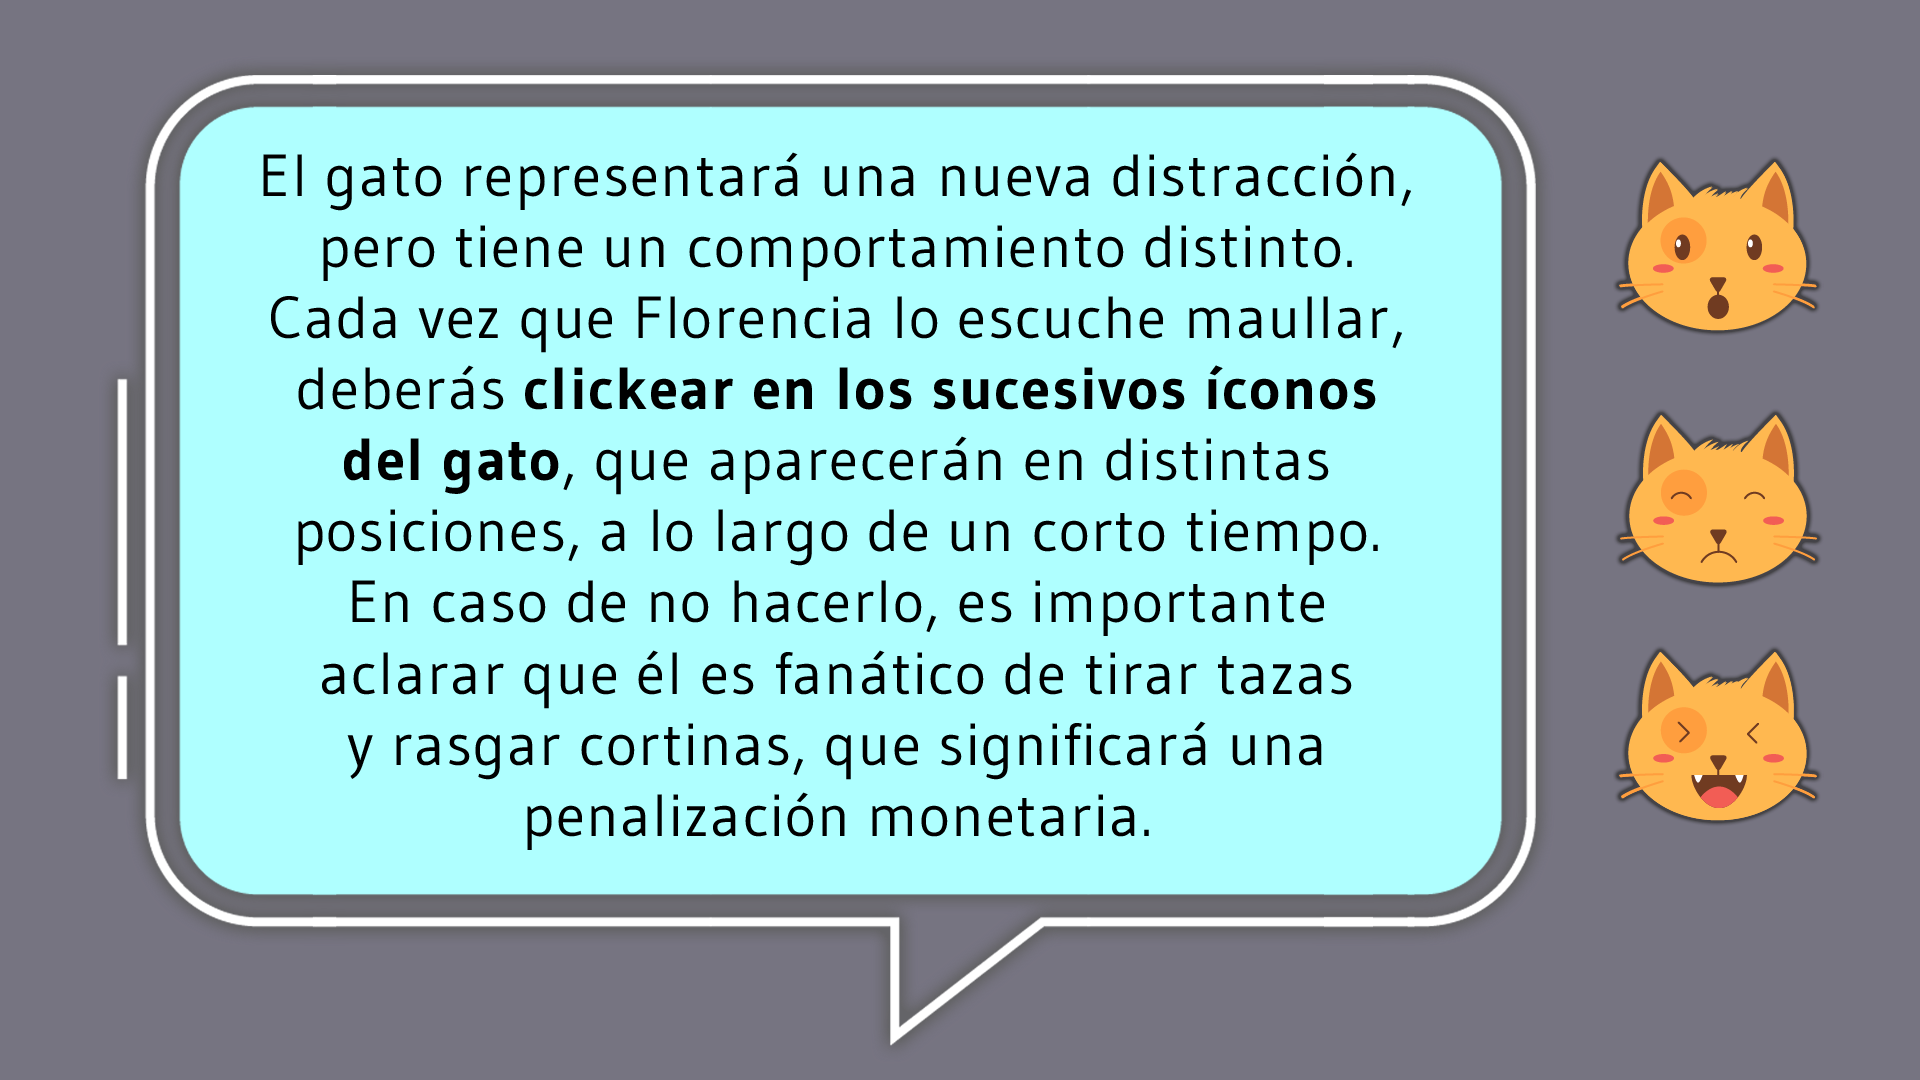 El gato representará una nueva distracción,
pero tiene un comportamiento distinto.
Cada vez que Florencia lo escuche maullar,
deberás clickear en los sucesivos íconos
del gato, que aparecerán en distintas
posiciones, a lo largo de un corto tiempo.
En caso de no hacerlo, es importante
aclarar que él es fanático de tirar tazas
y rasgar cortinas, que significará una
penalización monetaria.